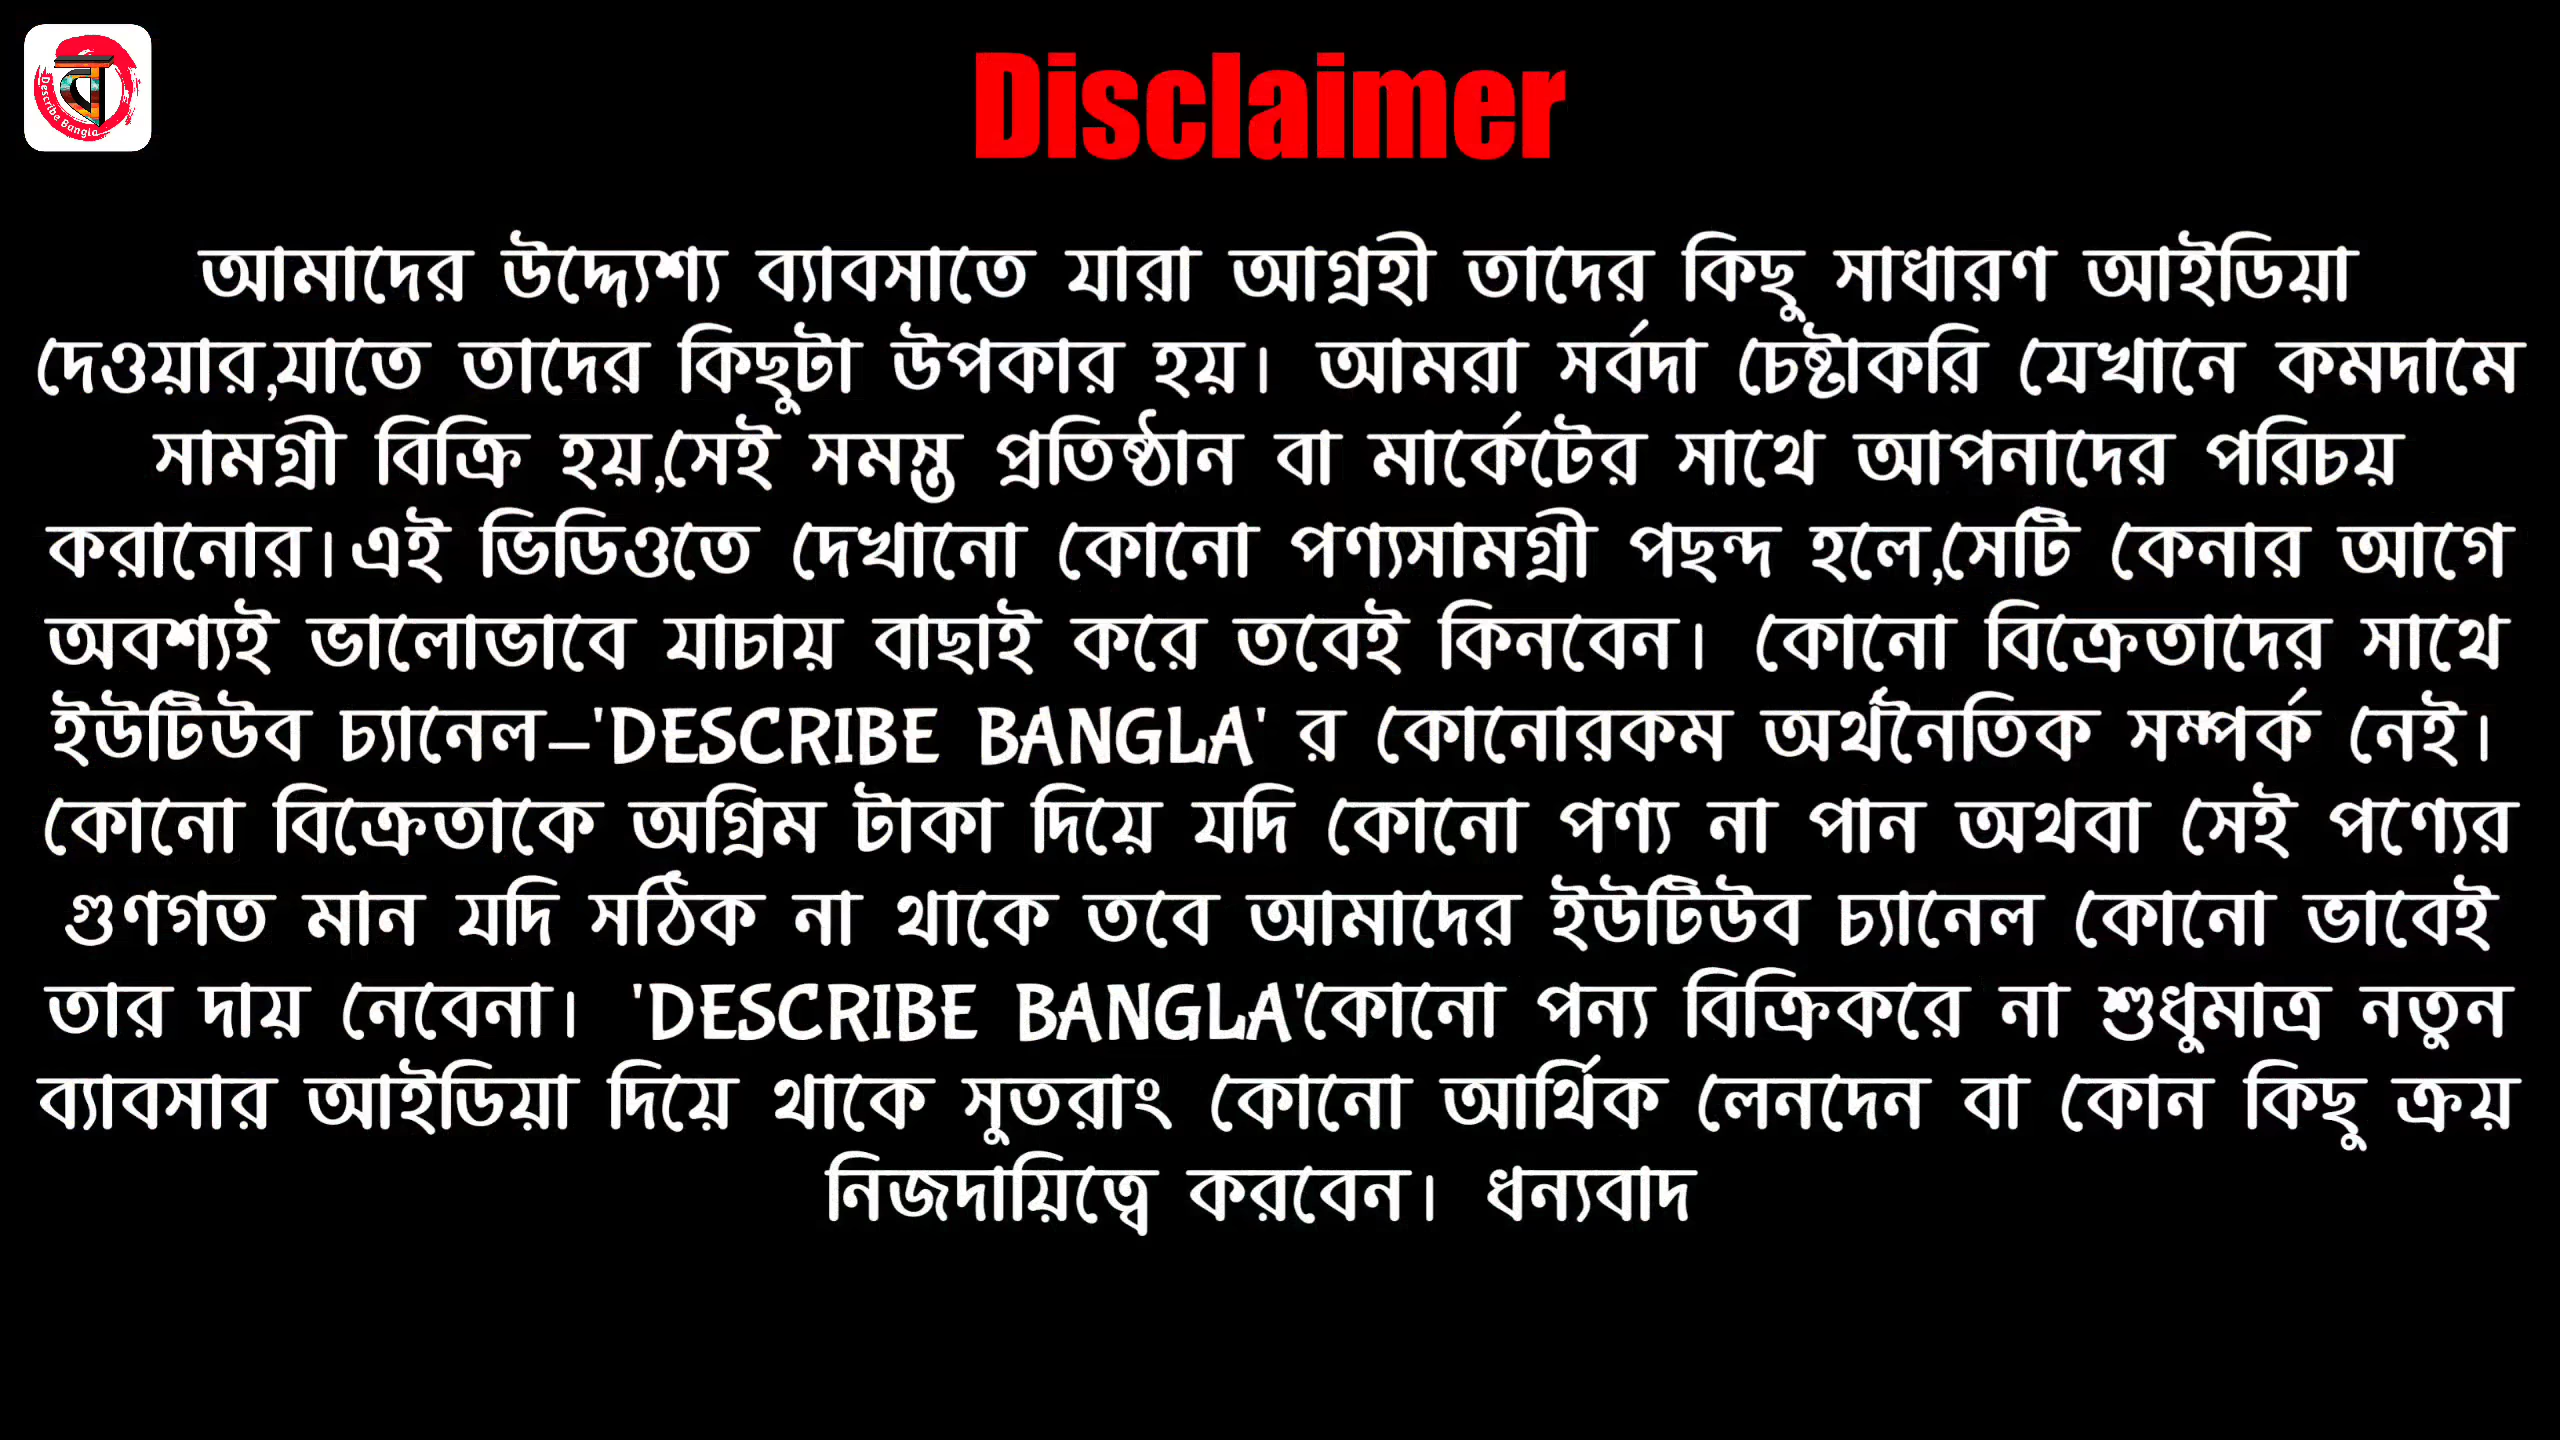 Describe Bangla
Disclaimer
আমাদের উদ্দ্যেশ্য ব্যাবসাতে যারা আগ্রহী তাদের কিছু সাধারণ আইডিয়া
দেওয়ার,যাতে তাদের কিছুটা উপকার হয়। আমরা সর্বদা চেষ্টাকরি যেখানে কমদামে
সামগ্রী বিক্রি হয়,সেই সমস্ত প্রতিষ্ঠান বা মার্কেটের সাথে আপনাদের পরিচয়
করানোর। এই ভিডিওতে দেখানো কোনো পণ্যসামগ্রী পছন্দ হলে,সেটি কেনার আগে
অবশ্যই ভালোভাবে যাচায় বাছাই করে তবেই কিনবেন। কোনো বিক্রেতাদের সাথে
ইউটিউব চ্যানেল–'DESCRIBE BANGLA' র কোনোরকম অর্থনৈতিক সম্পর্ক নেই।
কোনো বিক্রেতাকে অগ্রিম টাকা দিয়ে যদি কোনো পণ্য না পান অথবা সেই পণ্যের
গুণগত মান যদি সঠিক না থাকে তবে আমাদের ইউটিউব চ্যানেল কোনো ভাবেই
তার দায় নেবেনা। 'DESCRIBE BANGLA'কোনো পন্য বিক্রিকরে না শুধুমাত্র নতুন
ব্যাবসার আইডিয়া দিয়ে থাকে সুতরাং কোনো আর্থিক লেনদেন বা কোন কিছু ক্রয়
নিজদায়িত্বে করবেন। ধন্যবাদ